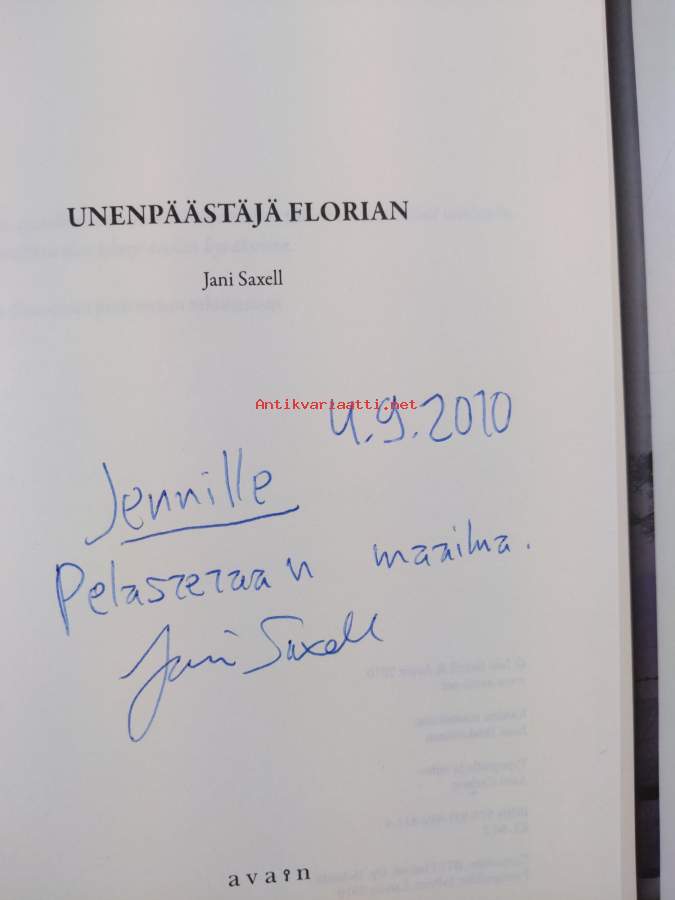 UNENPÄÄSTÄJÄ FLORIAN
Jani Saxell
Antikvariaatti.net
4.9.2010
Jennille
Pelastetaan maailma.
Jani Saxell
avain